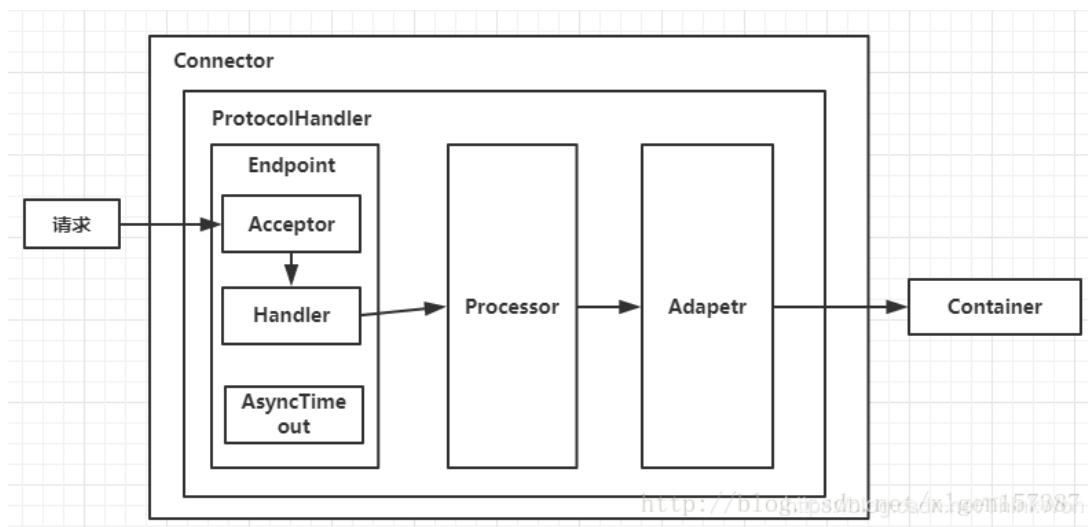 Connector
ProtocolHandler
Endpoint
请求
Acceptor
Handler
Processor
Adapetr
Container
AsyncTime
out